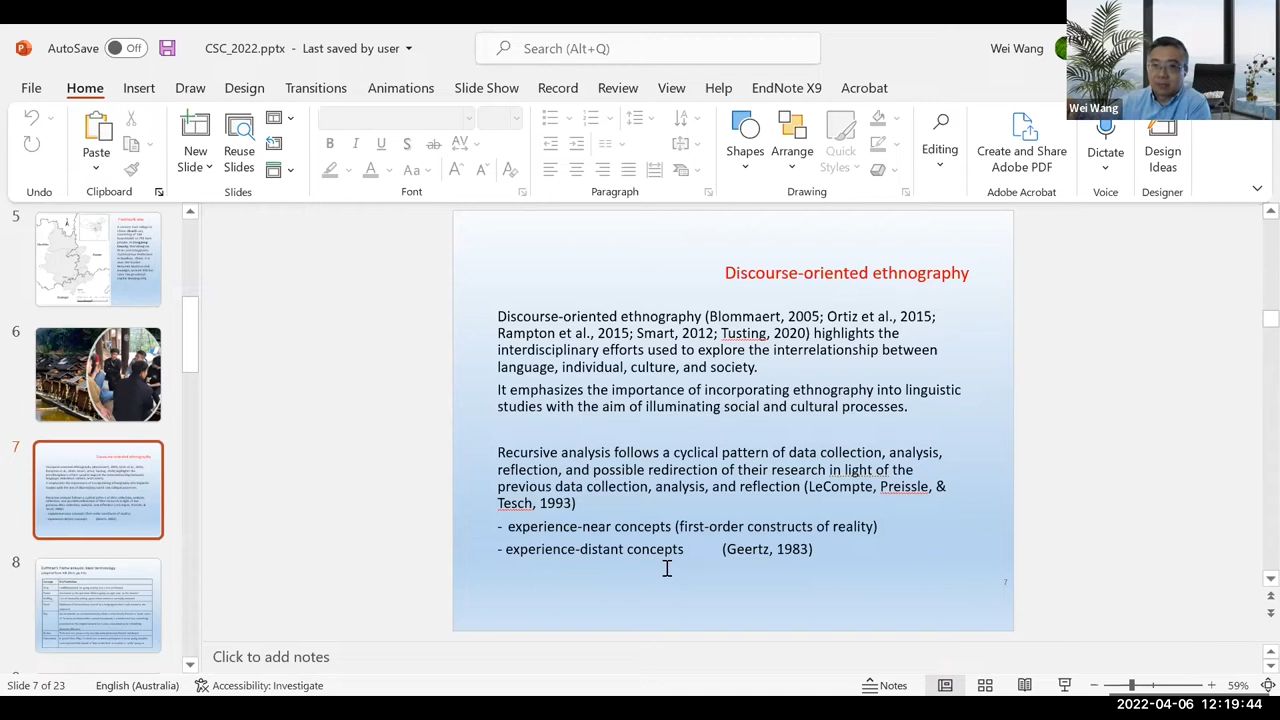 AutoSave Off CSC_2022.pptx - Last saved by user Search (Alt+Q) Wei Wang
File Home Insert Draw Design Transitions Animations Slide Show Record Review View Help EndNote X9 Acrobat
Wei Wang
Paste New Slide Reuse Slides Shapes Arrange Quick Styles Editing Create and Share Adobe PDF Dictate Design Ideas
Undo Clipboard Slides Font Paragraph Drawing Adobe Acrobat Voice Designer
5
6
7
8
Discourse-oriented ethnography
Discourse-oriented ethnography (Blommaert, 2005; Ortiz et al., 2015;
Rampton et al., 2015; Smart, 2012; Tusting, 2020) highlights the
interdisciplinary efforts used to explore the interrelationship between
language, individual, culture, and society.
It emphasizes the importance of incorporating ethnography into linguistic
studies with the aim of illuminating social and cultural processes.
Recursive analysis follows a cyclical pattern of data collection, analysis,
reflection, and possible redirection of their research in light of the
previous data collection, analysis, and reflection (Le Compte, Preissle, &
Tesch, 1993)
- experience-near concepts (first-order constructs of reality)
- experience-distant concepts (Geertz, 1983)
7
Click to add notes
Slide 7 of 23 English (Australia) Accessibility: Investigate Notes 59%
2022-04-06 12:19:44